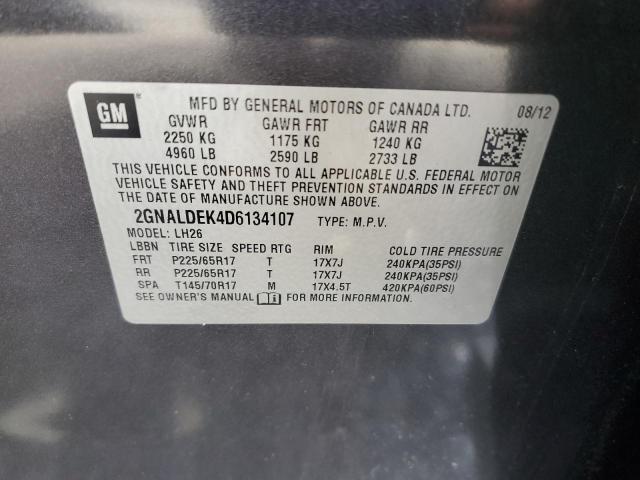 GM
MFD BY GENERAL MOTORS OF CANADA LTD. 08/12
GVWR GAWR FRT GAWR RR
2250 KG 1175 KG 1240 KG
4960 LB 2590 LB 2733 LB
THIS VEHICLE CONFORMS TO ALL APPLICABLE U.S. FEDERAL MOTOR
VEHICLE SAFETY AND THEFT PREVENTION STANDARDS IN EFFECT ON
THE DATE OF MANUFACTURE SHOWN ABOVE.
2GNALDEK4D6134107 TYPE: M.P.V.
MODEL: LH26
LBBN TIRE SIZE SPEED RTG RIM COLD TIRE PRESSURE
FRT P225/65R17 T 17X7J 240KPA(35PSI)
RR P225/65R17 T 17X7J 240KPA(35PSI)
SPA T145/70R17 M 17X4.5T 420KPA(60PSI)
SEE OWNER'S MANUAL FOR MORE INFORMATION.